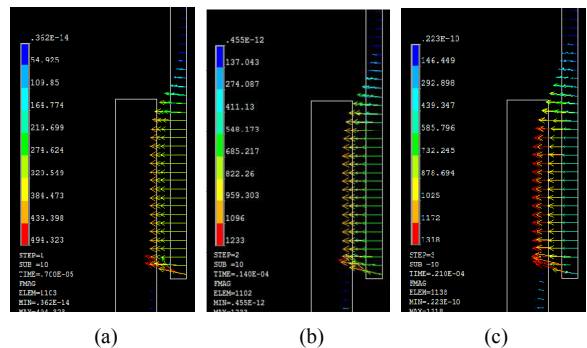 .362E-14
54.925
109.85
164.774
219.699
274.624
329.549
384.473
439.398
494.323
STEP=1
SUB =10
TIME=.700E-05
FMAG
ELEM=1103
MIN=.362E-14
MAX=494.323
.455E-12
137.043
274.087
411.13
548.173
685.217
822.26
959.303
1096
1233
STEP=2
SUB =10
TIME=.140E-04
FMAG
ELEM=1102
MIN=.455E-12
MAX=1233
.223E-10
146.449
292.898
439.347
585.796
732.245
878.694
1025
1172
1318
STEP=3
SUB =10
TIME=.210E-04
FMAG
ELEM=1138
MIN=.223E-10
MAX=1318
(a)
(b)
(c)